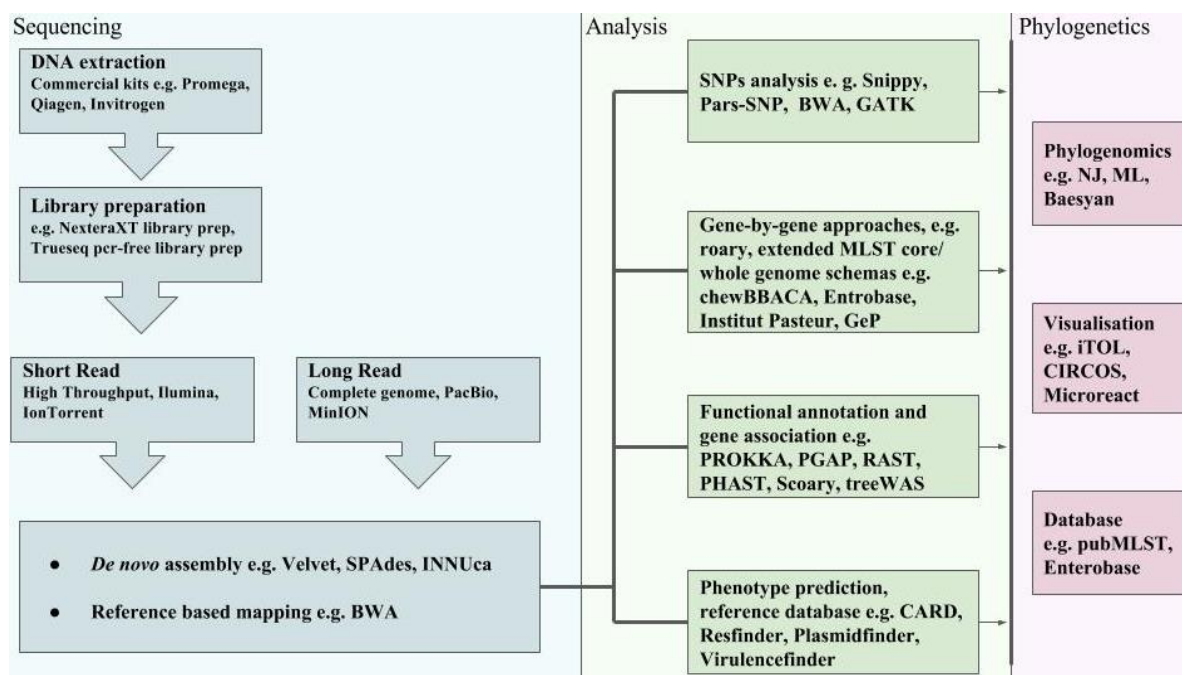 Sequencing
DNA extraction
Commercial kits e.g. Promega,
Qiagen, Invitrogen
Library preparation
e.g. NexteraXT library prep,
Trueseq pcr-free library prep
Short Read
High Throughput, Ilumina,
IonTorrent
Long Read
Complete genome, PacBio,
MinION
● De novo assembly e.g. Velvet, SPAdes, INNUca
● Reference based mapping e.g. BWA
Analysis
SNPs analysis e. g. Snippy,
Pars-SNP, BWA, GATK
Gene-by-gene approaches, e.g.
roary, extended MLST core/
whole genome schemas e.g.
chewBBACA, Entrobase,
Institut Pasteur, GeP
Functional annotation and
gene association e.g.
PROKKA, PGAP, RAST,
PHAST, Scoary, treeWAS
Phenotype prediction,
reference database e.g. CARD,
Resfinder, Plasmidfinder,
Virulencefinder
Phylogenetics
Phylogenomics
e.g. NJ, ML,
Baesyan
Visualisation
e.g. iTOL,
CIRCOS,
Microreact
Database
e.g. pubMLST,
Enterobase